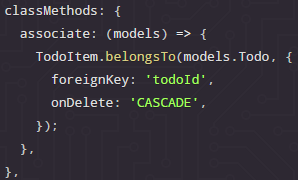 classMethods: {
associate: (models) => {
TodoItem.belongsTo(models.Todo, {
foreignKey: 'todoId',
onDelete: 'CASCADE',
});
},
},